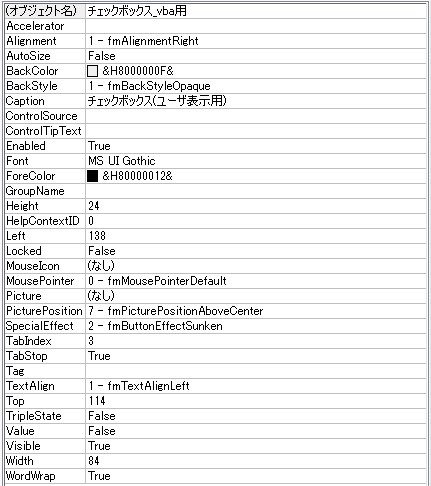 (オブジェクト名) チェックボックス_vba用
Accelerator
Alignment 1 - fmAlignmentRight
AutoSize False
BackColor &H8000000F&
BackStyle 1 - fmBackStyleOpaque
Caption チェックボックス(ユーザ表示用)
ControlSource
ControlTipText
Enabled True
Font MS UI Gothic
ForeColor &H80000012&
GroupName
Height 24
HelpContextID 0
Left 138
Locked False
MouseIcon (なし)
MousePointer 0 - fmMousePointerDefault
Picture (なし)
PicturePosition 7 - fmPicturePositionAboveCenter
SpecialEffect 2 - fmButtonEffectSunken
TabIndex 3
TabStop True
Tag
TextAlign 1 - fmTextAlignLeft
Top 114
TripleState False
Value False
Visible True
Width 84
WordWrap True